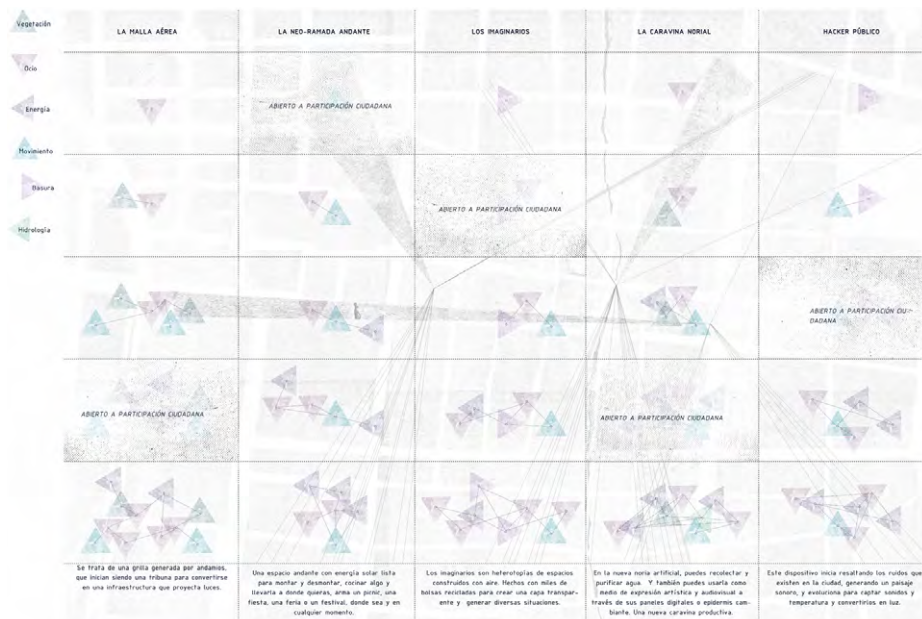 Vegetación
LA MALLA AÉREA
LA NEO-RAMADA ANDANTE
LOS IMAGINARIOS
LA CARAVINA NORIAL
HACKER PÚBLICO
Ocio
Energía
Movimiento
Basura
Hidrología
ABIERTO A PARTICIPACIÓN CIUDADANA
ABIERTO A PARTICIPACIÓN CIUDADANA
ABIERTO A PARTICIPACIÓN CIU-
DADANA
ABIERTO A PARTICIPACIÓN CIUDADANA
ABIERTO A PARTICIPACIÓN CIUDADANA
Se trata de una grilla generada por andamios,
que inician siendo una tribuna para convertirse
en una infraestructura que proyecta luces.
Una espacio andante con energía solar lista
para montar y desmontar, cocinar algo y
llevarla a donde quieras, arma un picnic, una
fiesta, una feria o un festival, donde sea y en
cualquier momento.
Los imaginarios son heterologías de espacios
construidos con aire. Hechos con miles de
bolsas recicladas para crear una capa transpar-
ente y generar diversas situaciones.
En la nueva noria artificial, puedes recolectar y
purificar agua. Y también puedes usarla como
medio de expresión artística y audiovisual a
través de sus paneles digitales o epidermis cam-
biante. Una nueva caravina productiva.
Este dispositivo inicia resaltando los ruidos que
existen en la ciudad, generando un paisaje
sonoro, y evoluciona para captar sonidos y
temperatura y convertirlos en luz.